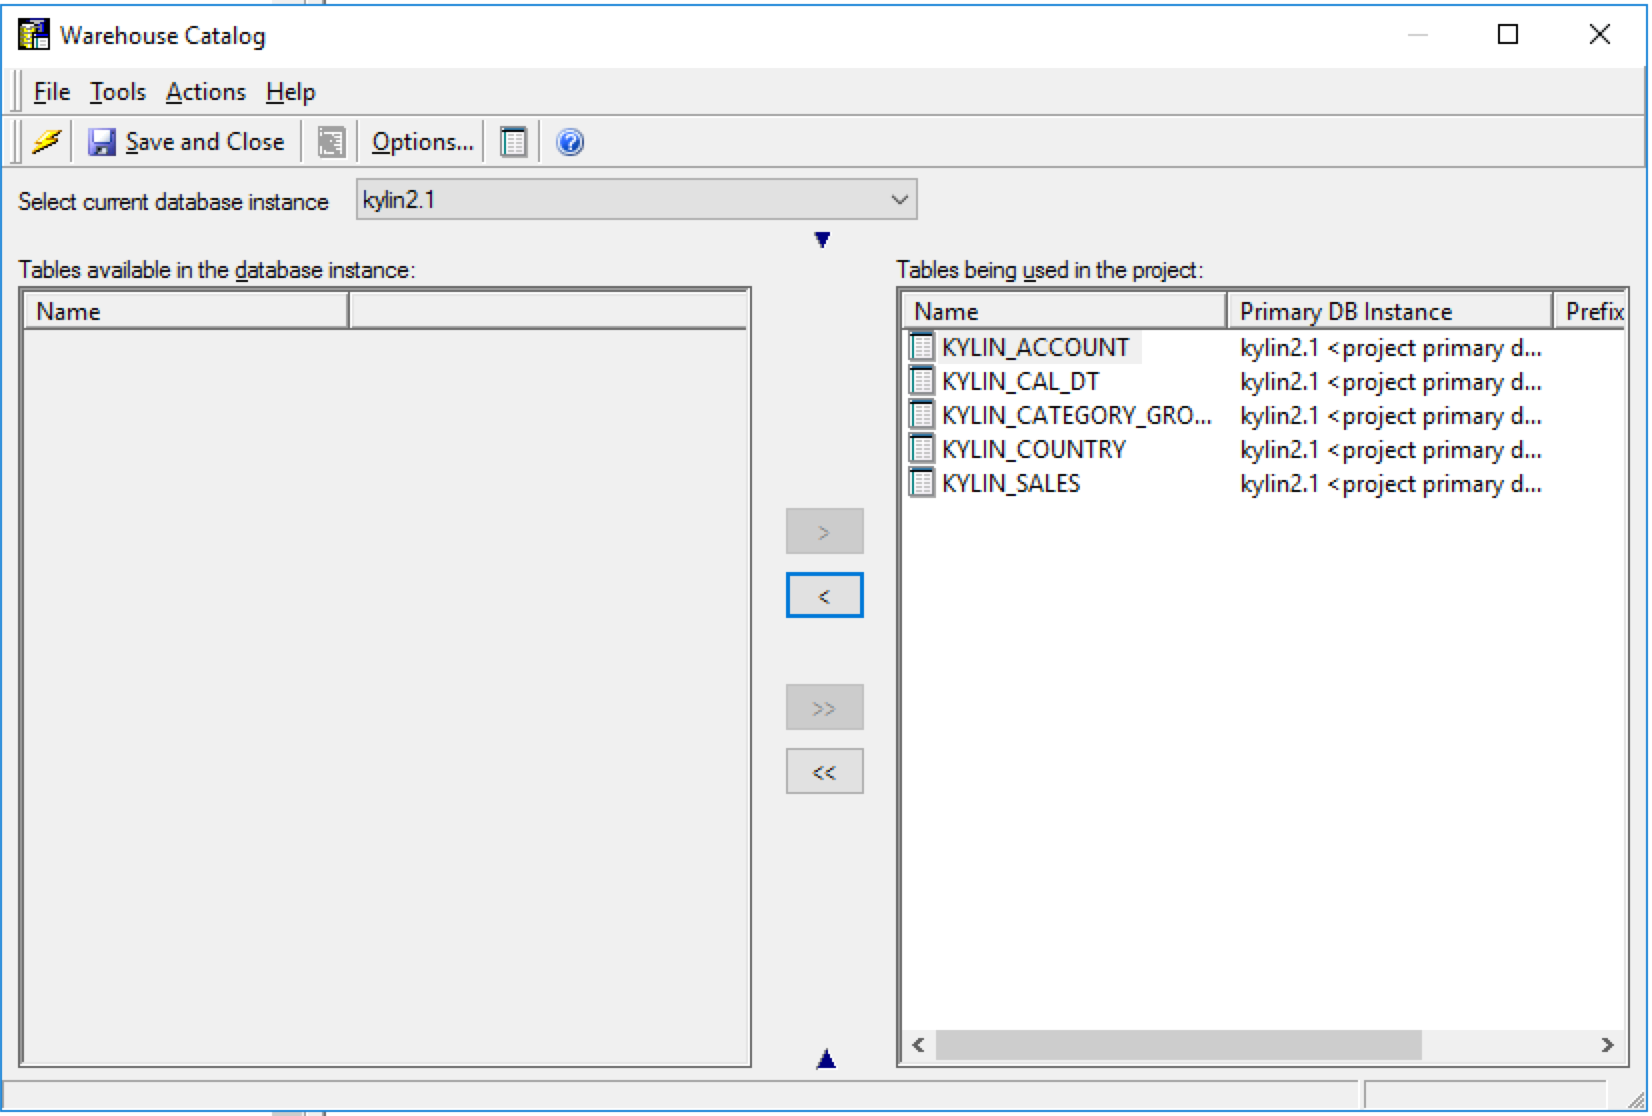 Warehouse Catalog
File Tools Actions Help
Save and Close Options...
Select current database instance kylin2.1
Tables available in the database instance:
Name
>
<
>>
<<
Tables being used in the project:
Name Primary DB Instance Prefix
KYLIN_ACCOUNT kylin2.1 <project primary d...
KYLIN_CAL_DT kylin2.1 <project primary d...
KYLIN_CATEGORY_GRO... kylin2.1 <project primary d...
KYLIN_COUNTRY kylin2.1 <project primary d...
KYLIN_SALES kylin2.1 <project primary d...